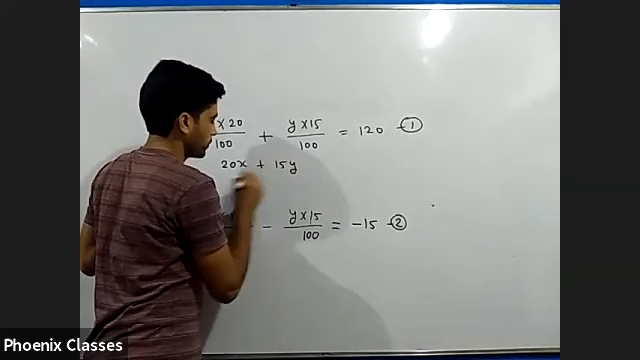 x 20/100 + y x 15/100 = 120 - ①
20x + 15y
- y x 15/100 = -15 - ②
Phoenix Classes